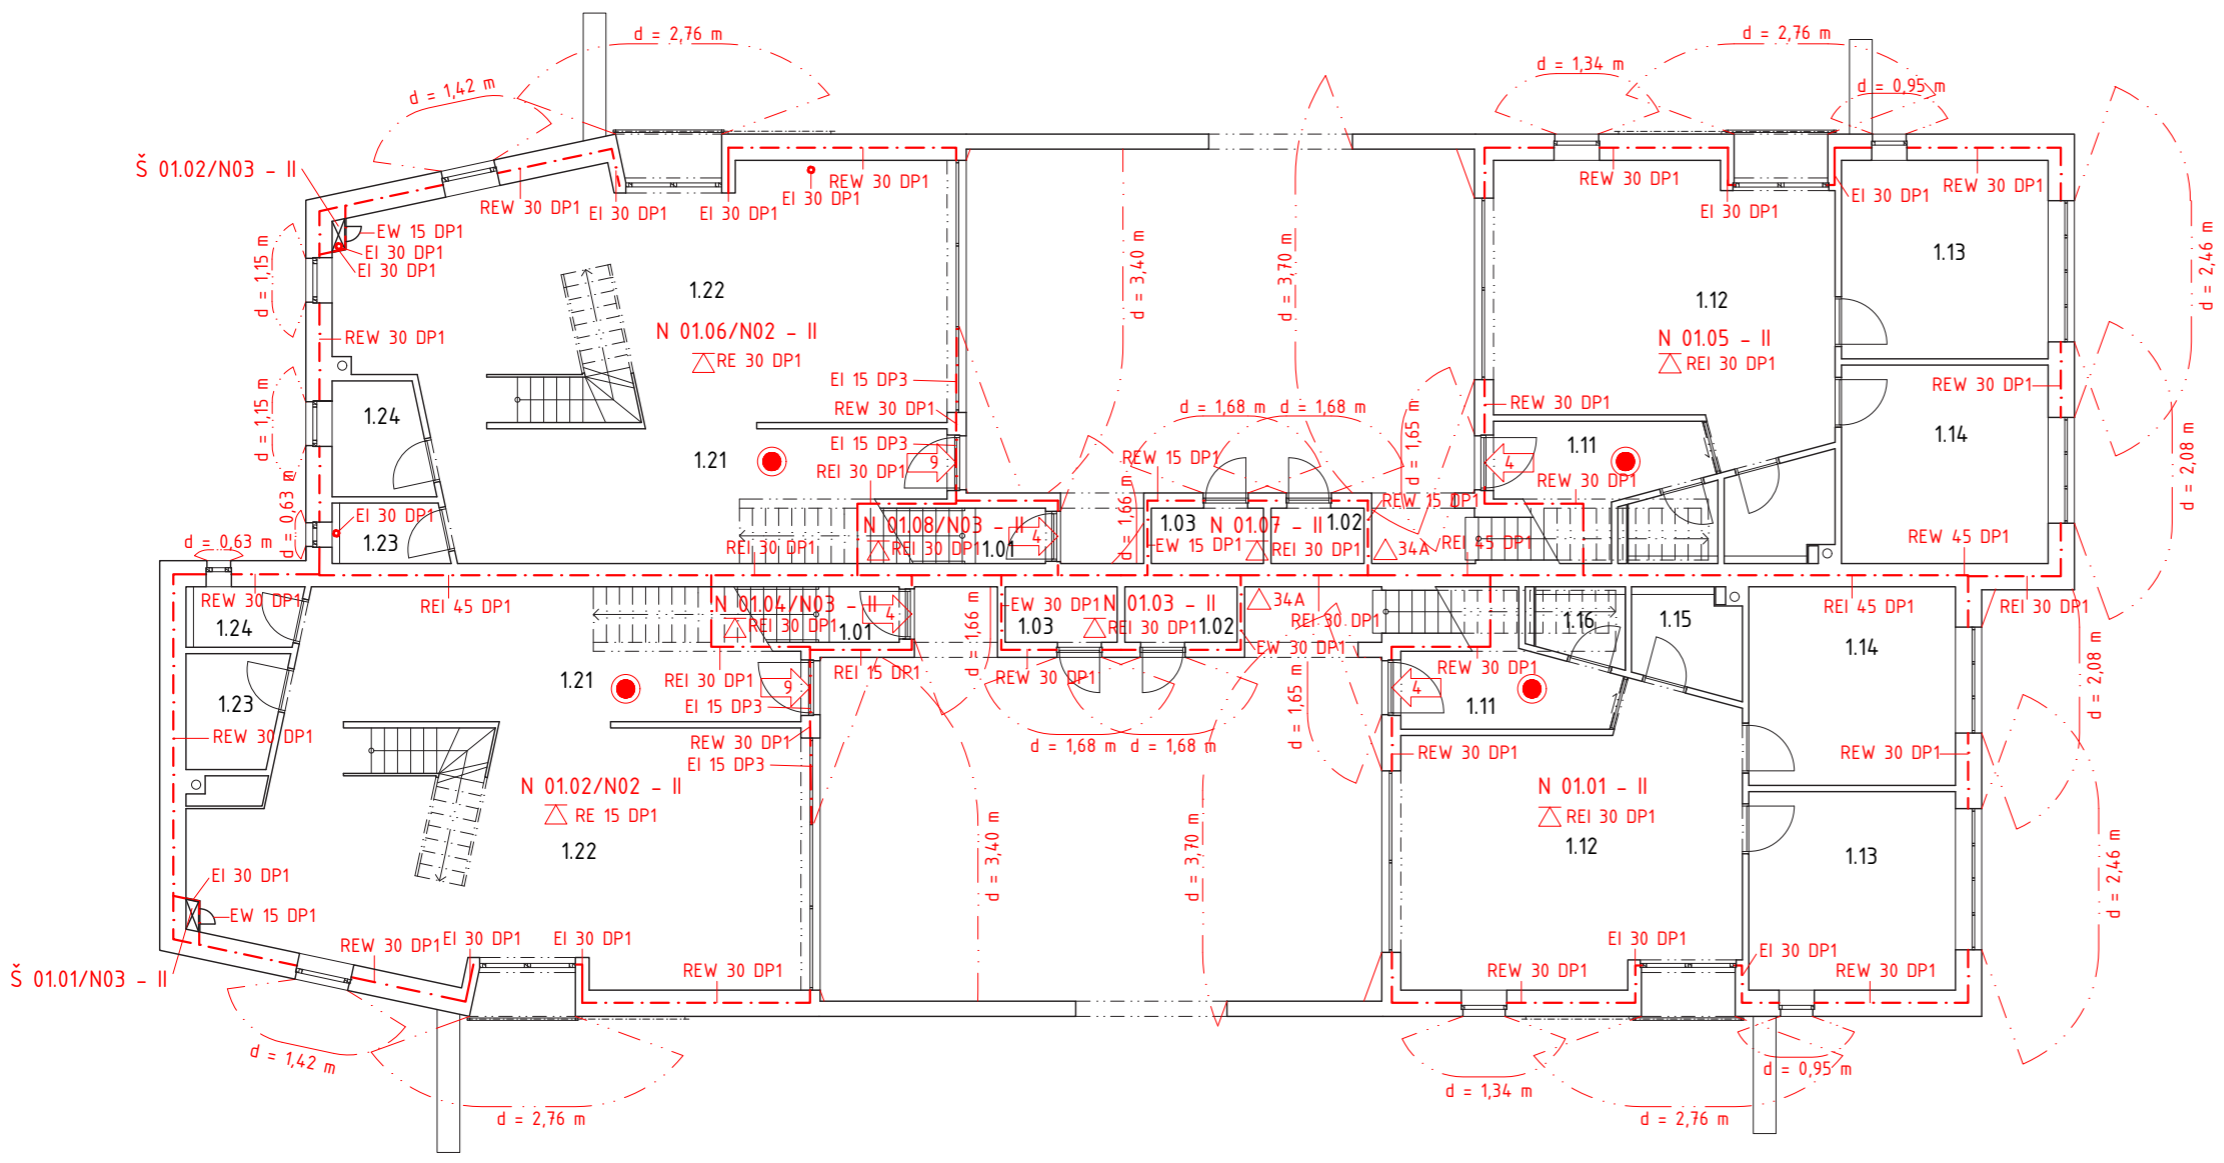 d = 2,76 m
d = 2,76 m
d = 1,34 m
d = 0,95 m
d = 1,42 m
Š 01.02/N03 - II
REW 30 DP1
EI 30 DP1
EI 30 DP1
EI 30 DP1
REW 30 DP1
REW 30 DP1
EI 30 DP1
EI 30 DP1
REW 30 DP1
EW 15 DP1
EI 30 DP1
EI 30 DP1
d = 1,15 m
d = 3,40 m
d = 3,70 m
1.13
d = 2,46 m
1.22
1.12
REW 30 DP1
N 01.06/N02 - II
RE 30 DP1
N 01.05 - II
REI 30 DP1
EI 15 DP3
REW 30 DP1
REW 30 DP1
REW 30 DP1
d = 1,15 m
1.24
d = 1,68 m
d = 1,68 m
d = 1,65 m
1.11
1.14
EI 15 DP3
1.21
REI 30 DP1
9
REW 15 DP1
4
REW 30 DP1
d = 2,08 m
d = 0,63 m
EI 30 DP1
1.23
N 01.08/N03 - II
REI 30 DP1
1.01
4
d = 1,66 m
1.03
N 01.07 - II
1.02
REW 15 DP1
EW 15 DP1
REI 30 DP1
34A
REI 45 DP1
REW 45 DP1
d = 0,63 m
REI 30 DP1
REW 30 DP1
REI 45 DP1
1.24
N 01.04/N03 - II
REI 30 DP1
1.01
4
d = 1,66 m
EW 30 DP1
1.03
N 01.03 - II
REI 30 DP1
1.02
34A
REI 30 DP1
EW 30 DP1
1.16
1.15
REI 45 DP1
REI 30 DP1
1.14
REI 15 DP1
REW 30 DP1
REW 30 DP1
1.21
REI 30 DP1
9
EI 15 DP3
4
1.11
d = 1,65 m
d = 2,08 m
1.23
REW 30 DP1
REW 30 DP1
EI 15 DP3
d = 1,68 m
d = 1,68 m
REW 30 DP1
REW 30 DP1
N 01.02/N02 - II
RE 15 DP1
N 01.01 - II
REI 30 DP1
1.22
1.12
1.13
d = 3,40 m
d = 3,70 m
d = 2,46 m
EI 30 DP1
EW 15 DP1
REW 30 DP1
EI 30 DP1
EI 30 DP1
REW 30 DP1
EI 30 DP1
EI 30 DP1
REW 30 DP1
REW 30 DP1
Š 01.01/N03 - II
d = 1,42 m
d = 2,76 m
d = 1,34 m
d = 0,95 m
d = 2,76 m